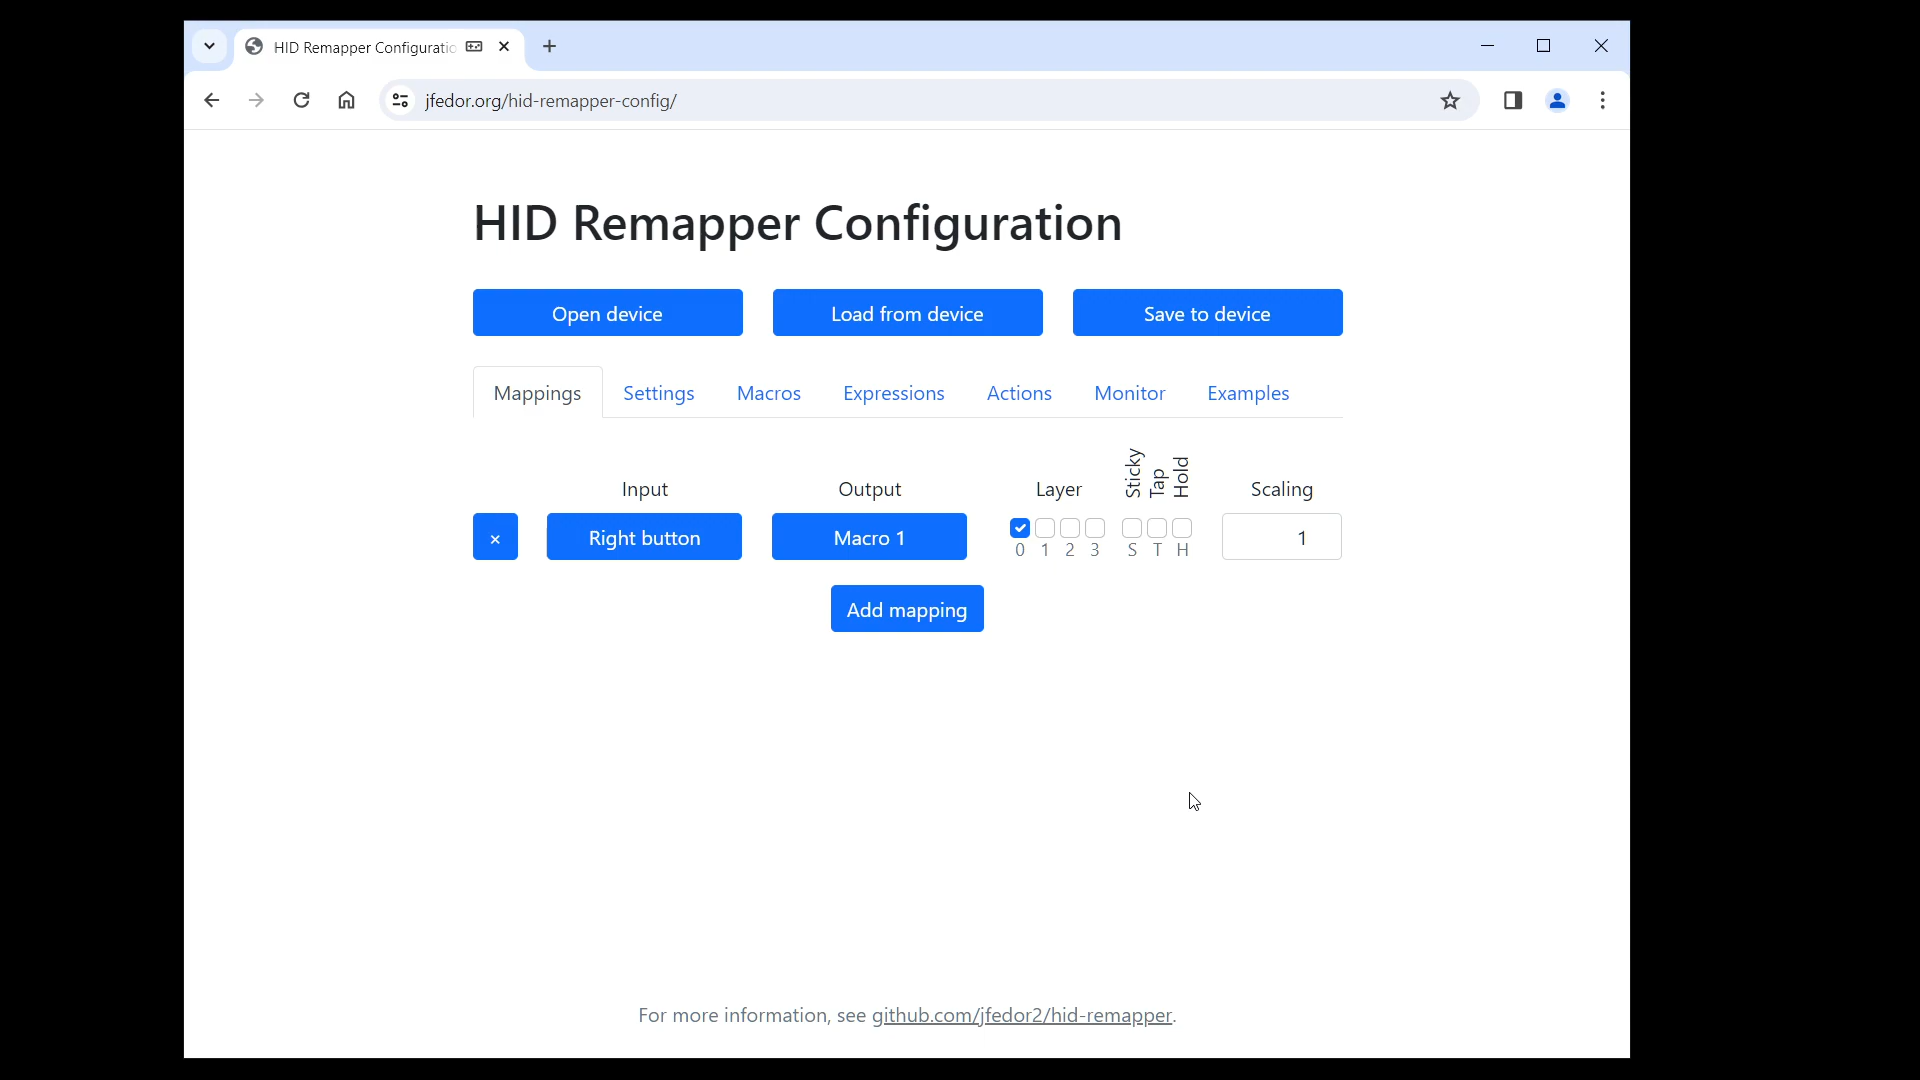 HID Remapper Configuratio
jfedor.org/hid-remapper-config/
HID Remapper Configuration
Open device
Load from device
Save to device
Mappings
Settings
Macros
Expressions
Actions
Monitor
Examples
Input
Output
Layer
Sticky
Tap
Hold
Scaling
×
Right button
Macro 1
0 1 2 3
S T H
1
Add mapping
For more information, see github.com/jfedor2/hid-remapper.